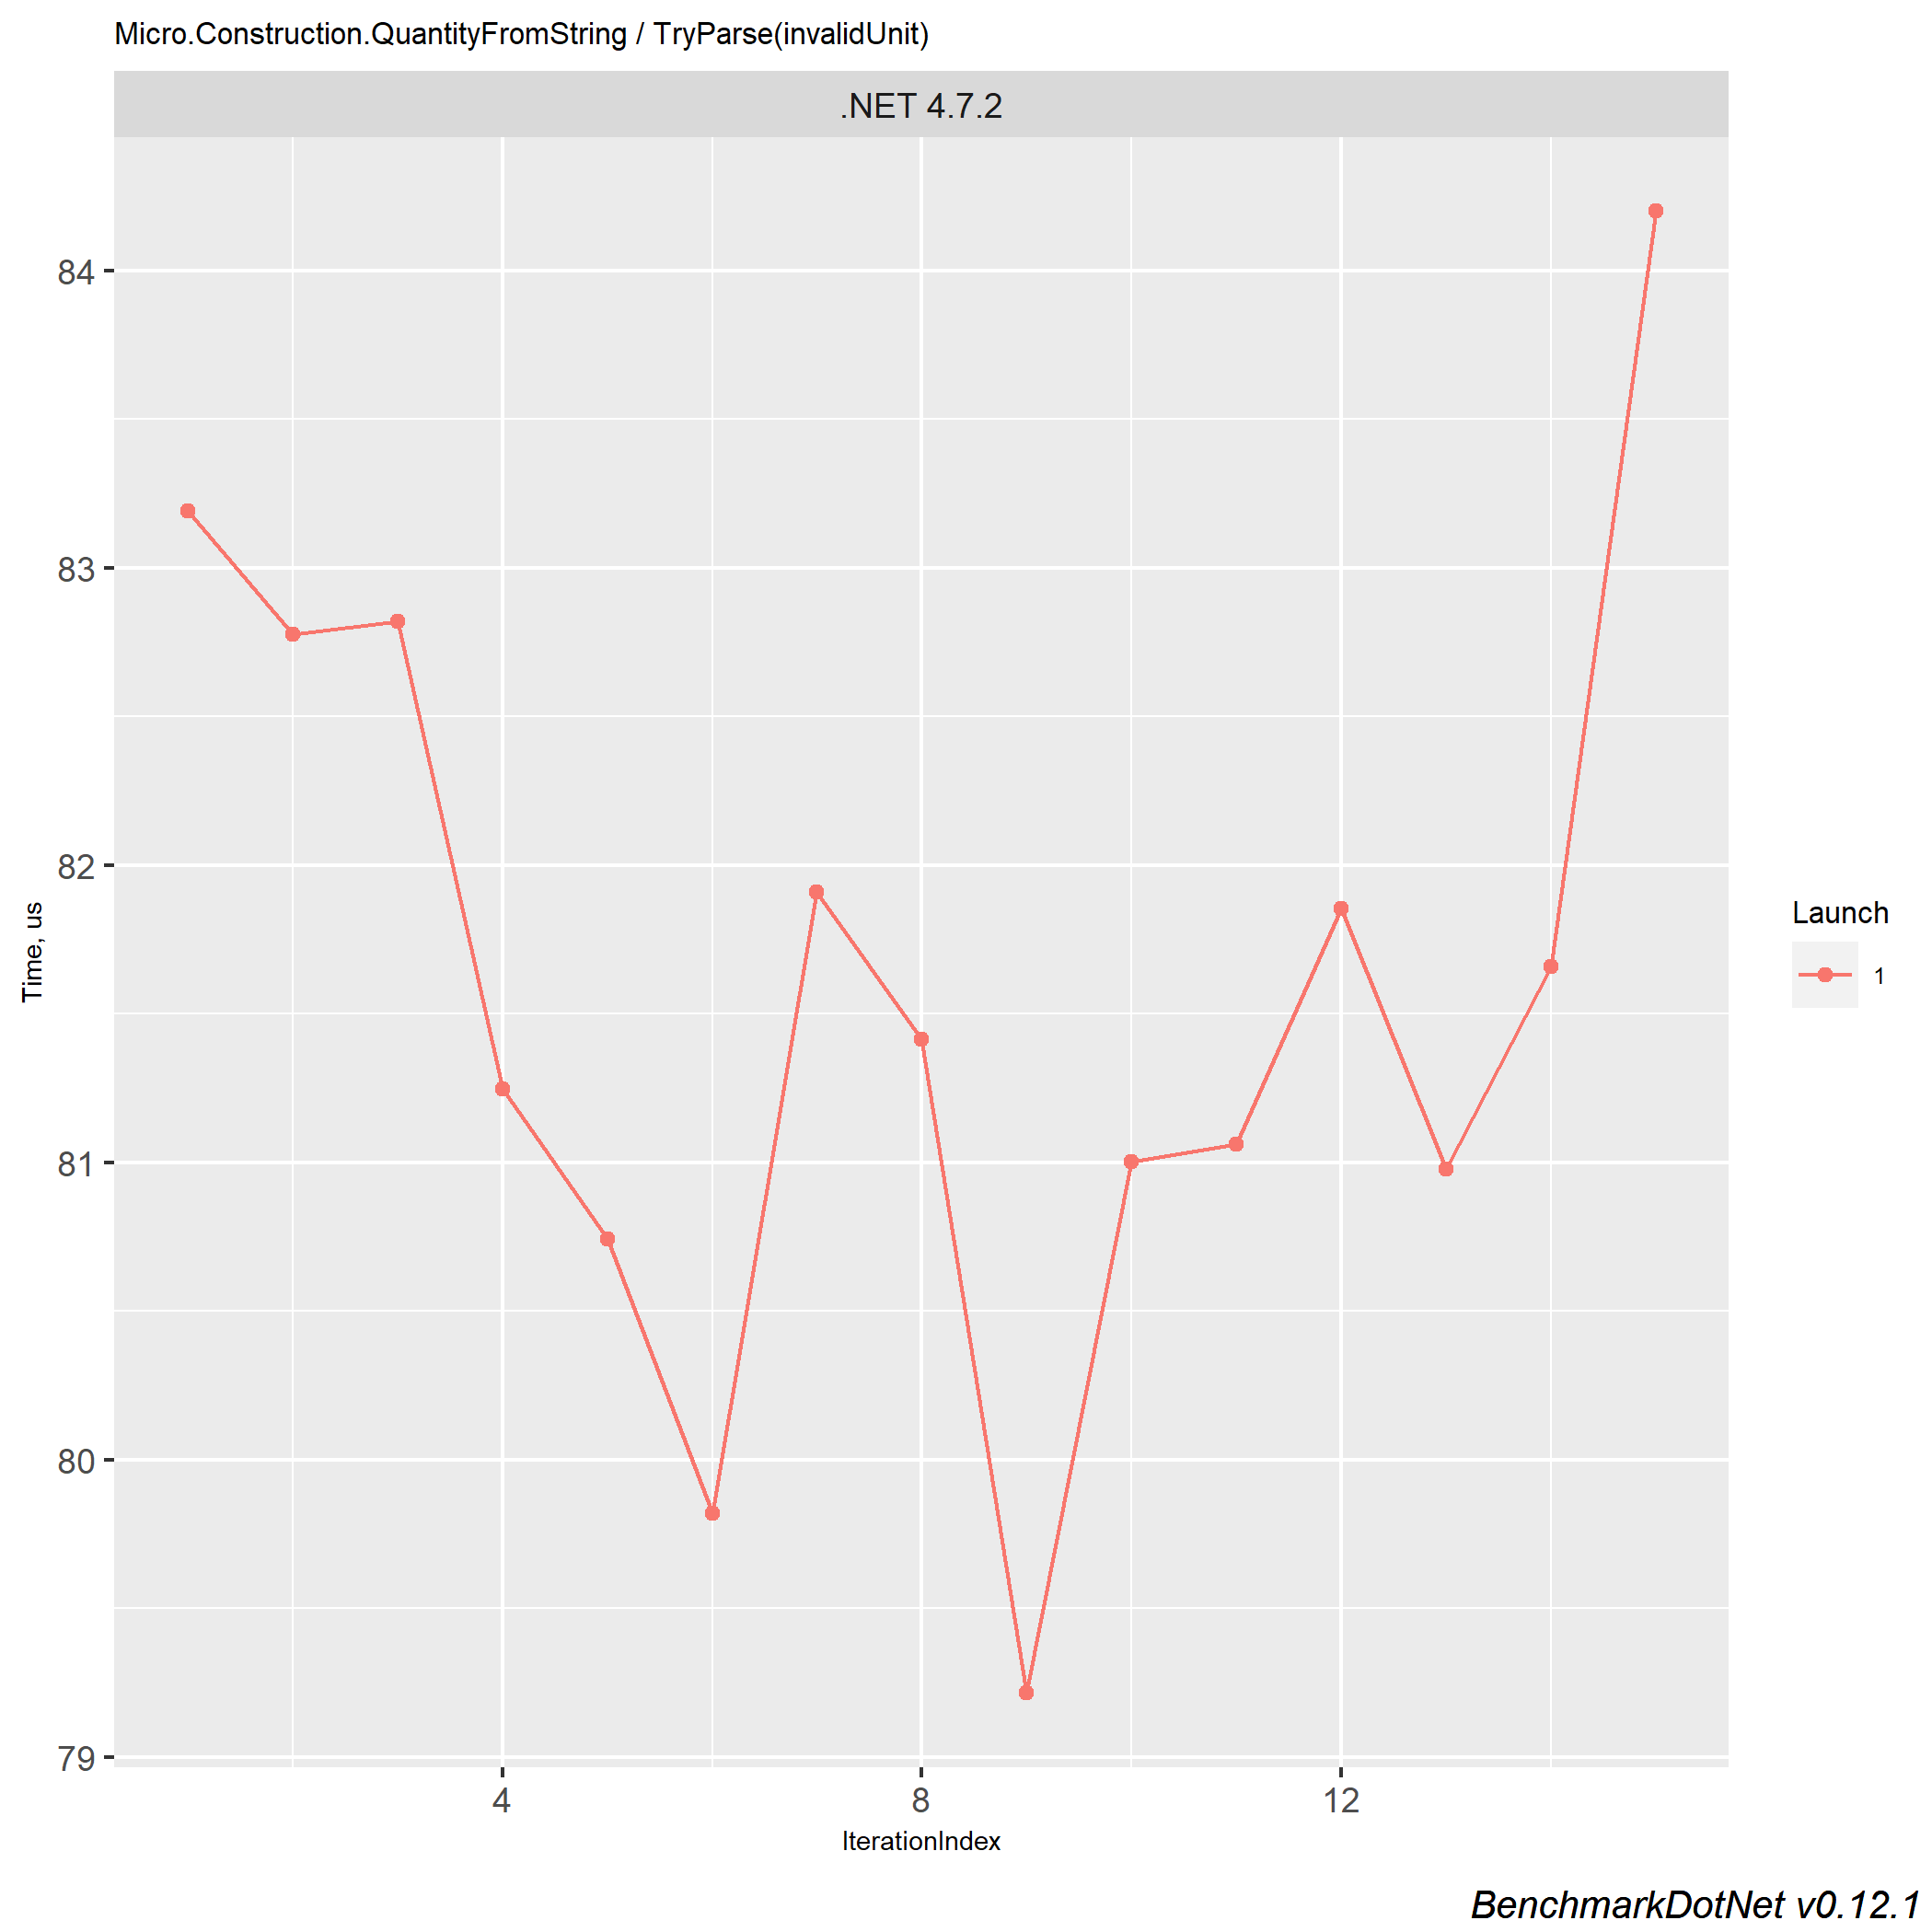 Micro.Construction.QuantityFromString / TryParse(invalidUnit)
.NET 4.7.2
84
83
82
81
80
79
Time, us
4 8 12
IterationIndex
Launch
1
BenchmarkDotNet v0.12.1